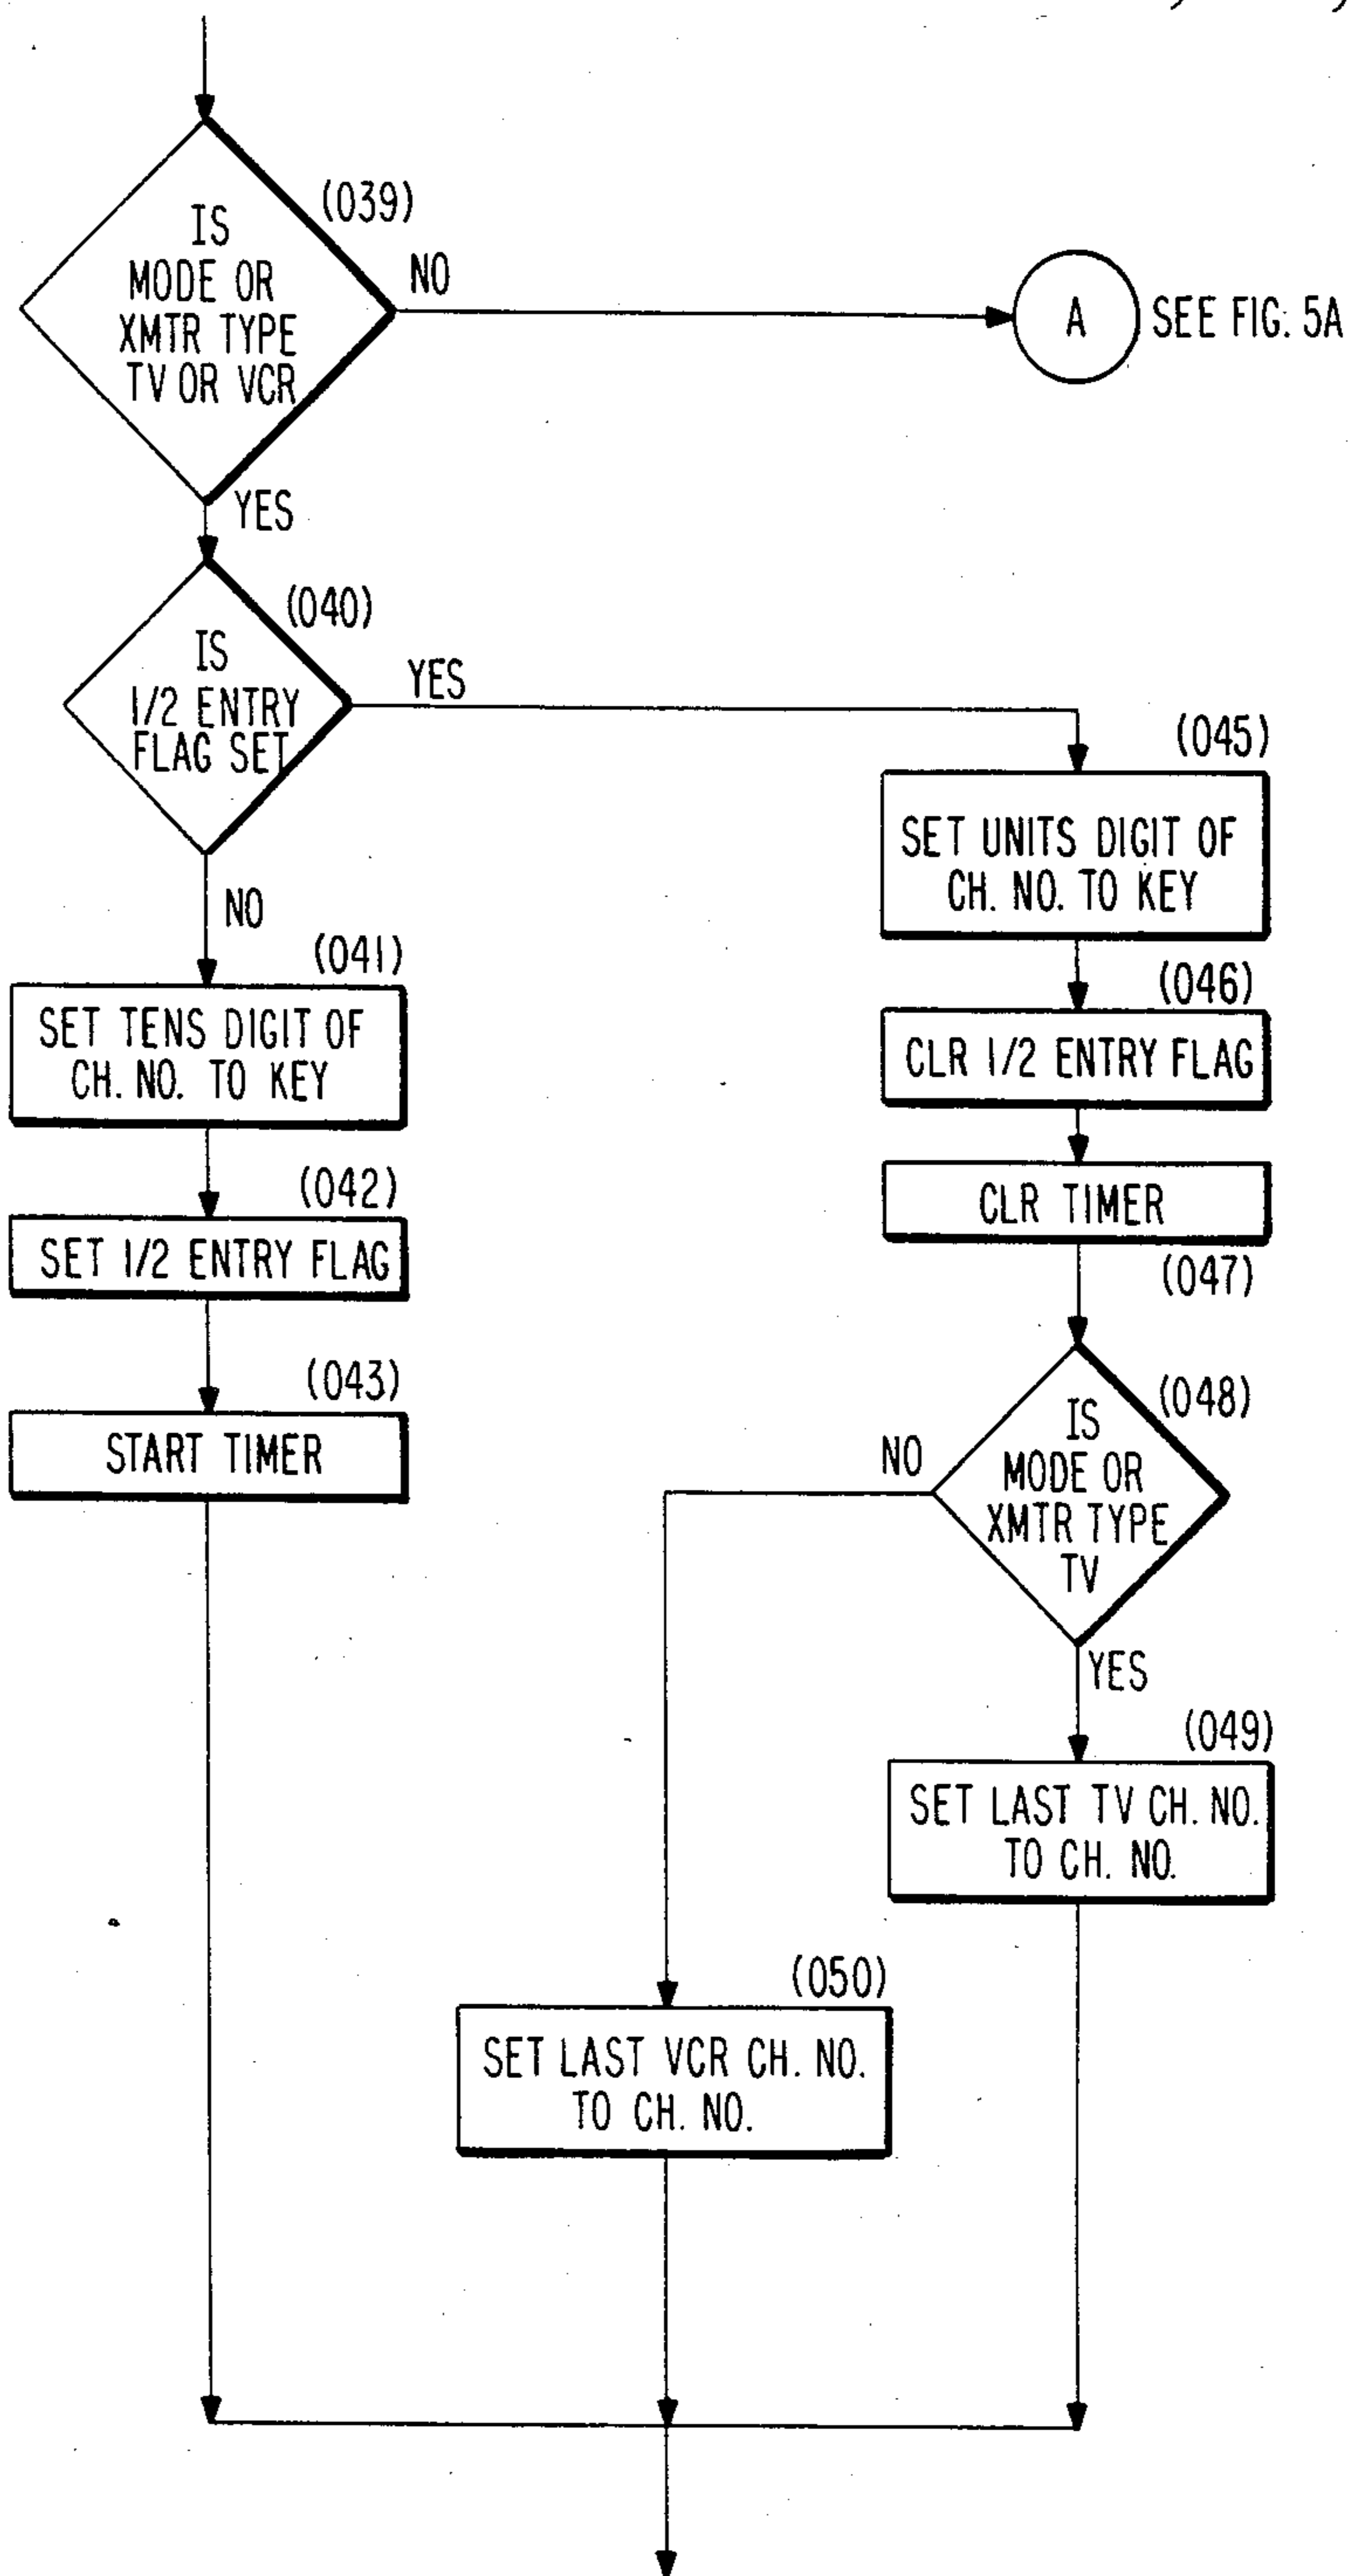 (039)
IS
MODE OR
XMTR TYPE
TV OR VCR
NO
A
SEE FIG. 5A
YES
(040)
IS
1/2 ENTRY
FLAG SET
YES
NO
(041)
SET TENS DIGIT OF
CH. NO. TO KEY
(042)
SET 1/2 ENTRY FLAG
(043)
START TIMER
(045)
SET UNITS DIGIT OF
CH. NO. TO KEY
(046)
CLR 1/2 ENTRY FLAG
CLR TIMER
(047)
(048)
IS
MODE OR
XMTR TYPE
TV
NO
YES
(049)
SET LAST TV CH. NO.
TO CH. NO.
(050)
SET LAST VCR CH. NO.
TO CH. NO.